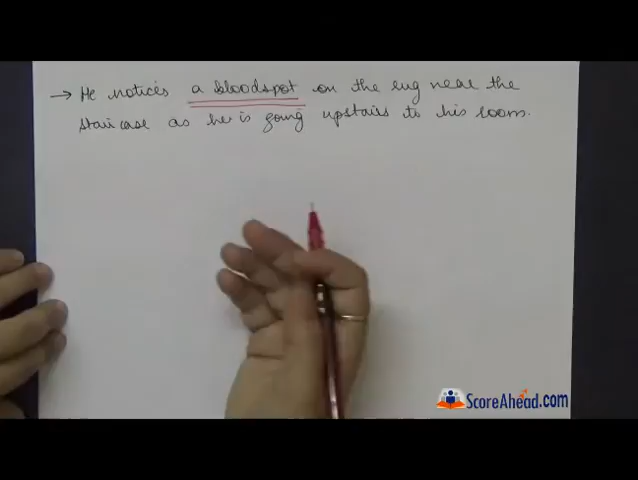 → He notices a bloodspot on the rug near the
staircase as he is going upstairs to his room.
ScoreAhead.com